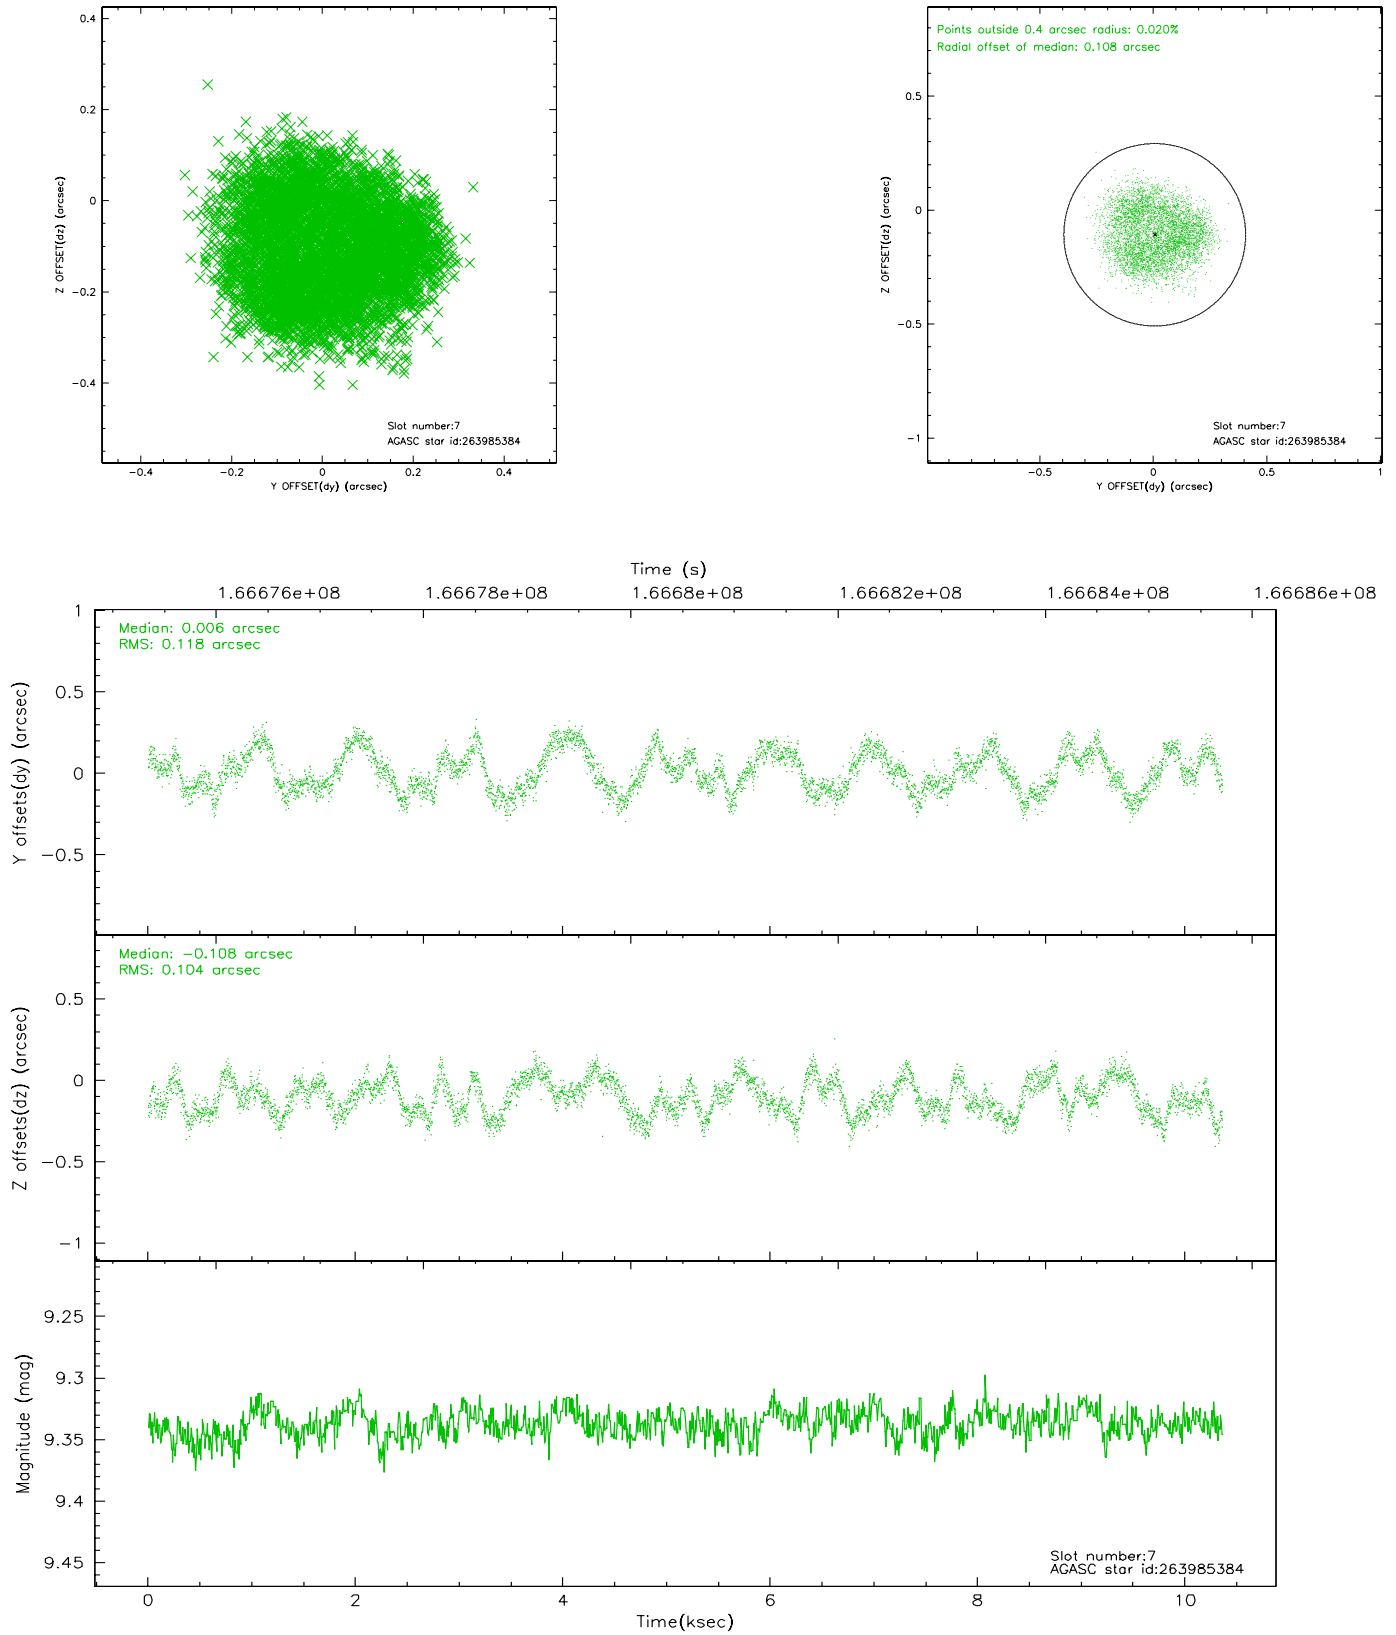 0.4
0.2
0
−0.2
−0.4
Z OFFSET(dz) (arcsec)
−0.4
−0.2
0
0.2
0.4
Y OFFSET(dy) (arcsec)
Slot number:7
AGASC star id:263985384
Points outside 0.4 arcsec radius: 0.020%
Radial offset of median: 0.108 arcsec
0.5
0
−0.5
−1
Z OFFSET(dz) (arcsec)
−0.5
0
0.5
1
Y OFFSET(dy) (arcsec)
Slot number:7
AGASC star id:263985384
Time (s)
1.66676e+08
1.66678e+08
1.6668e+08
1.66682e+08
1.66684e+08
1.66686e+08
Median: 0.006 arcsec
RMS: 0.118 arcsec
1
0.5
0
−0.5
Y offsets(dy) (arcsec)
Median: −0.108 arcsec
RMS: 0.104 arcsec
0.5
0
−0.5
−1
Z offsets(dz) (arcsec)
9.25
9.3
9.35
9.4
9.45
Magnitude (mag)
Slot number:7
AGASC star id:263985384
0
2
4
6
8
10
Time(ksec)